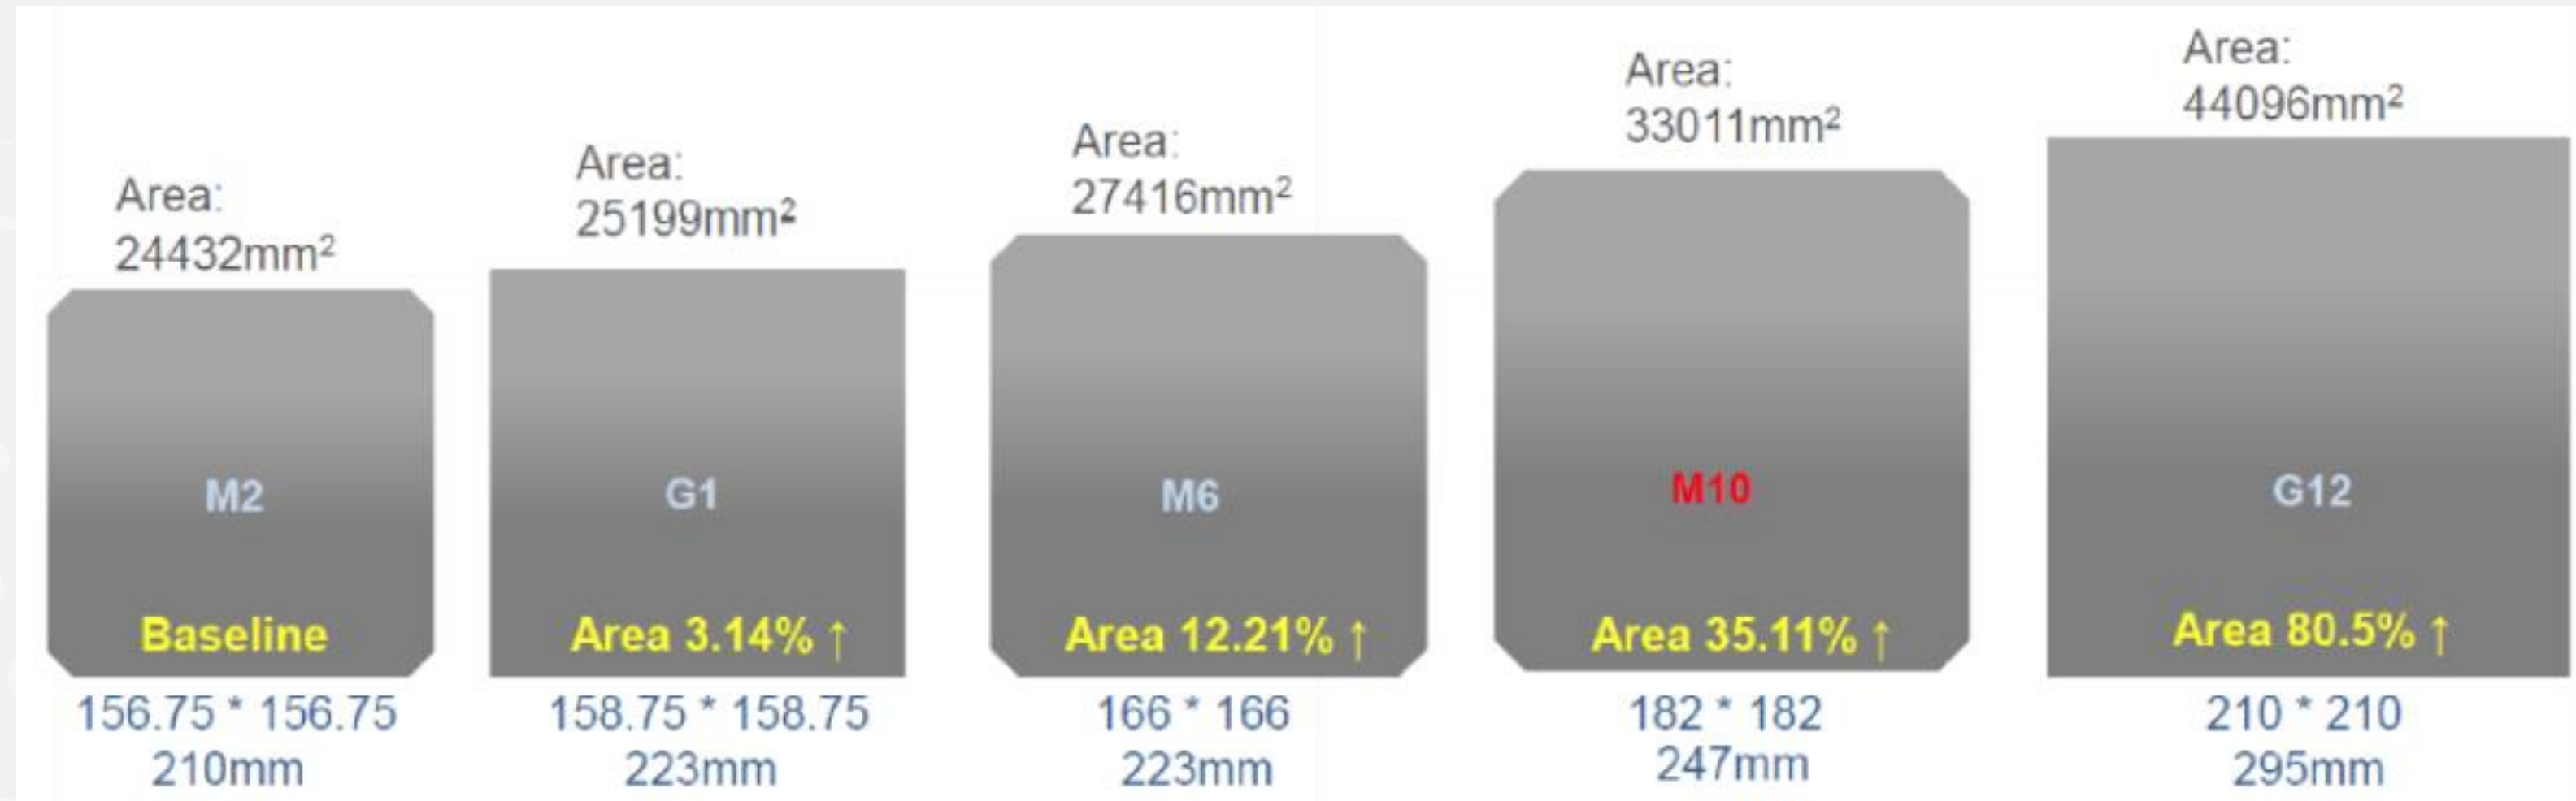 Area:
24432mm²
M2
Baseline
156.75 * 156.75
210mm
Area:
25199mm²
G1
Area 3.14% ↑
158.75 * 158.75
223mm
Area:
27416mm²
M6
Area 12.21% ↑
166 * 166
223mm
Area:
33011mm²
M10
Area 35.11% ↑
182 * 182
247mm
Area:
44096mm²
G12
Area 80.5% ↑
210 * 210
295mm